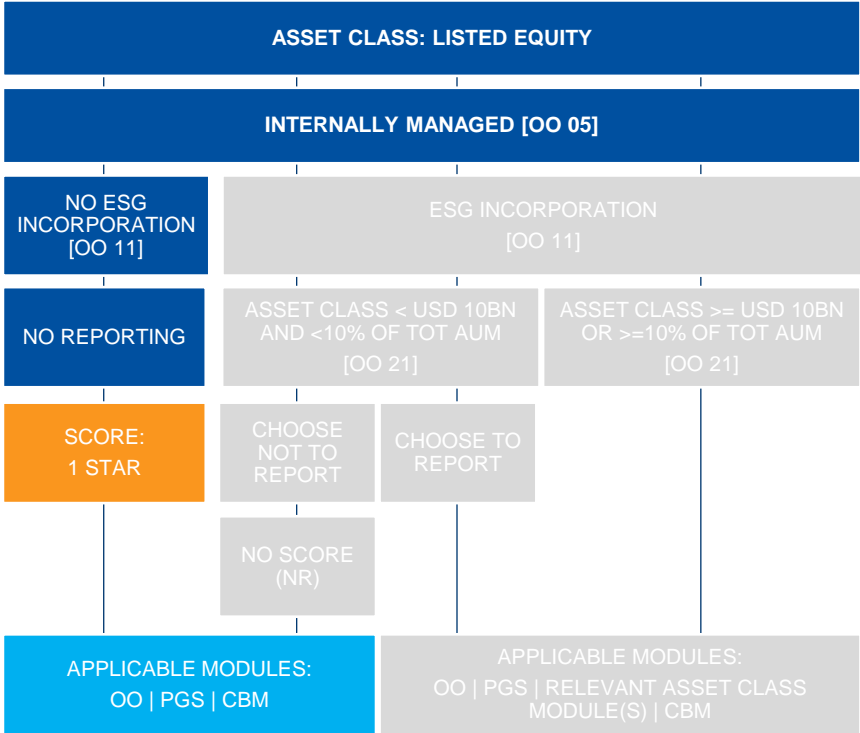 ASSET CLASS: LISTED EQUITY
INTERNALLY MANAGED [OO 05]
NO ESG
INCORPORATION
[OO 11]
ESG INCORPORATION
[OO 11]
NO REPORTING
ASSET CLASS < USD 10BN
AND <10% OF TOT AUM
[OO 21]
ASSET CLASS >= USD 10BN
OR >=10% OF TOT AUM
[OO 21]
SCORE:
1 STAR
CHOOSE
NOT TO
REPORT
CHOOSE TO
REPORT
NO SCORE
(NR)
APPLICABLE MODULES:
OO | PGS | CBM
APPLICABLE MODULES:
OO | PGS | RELEVANT ASSET CLASS
MODULE(S) | CBM